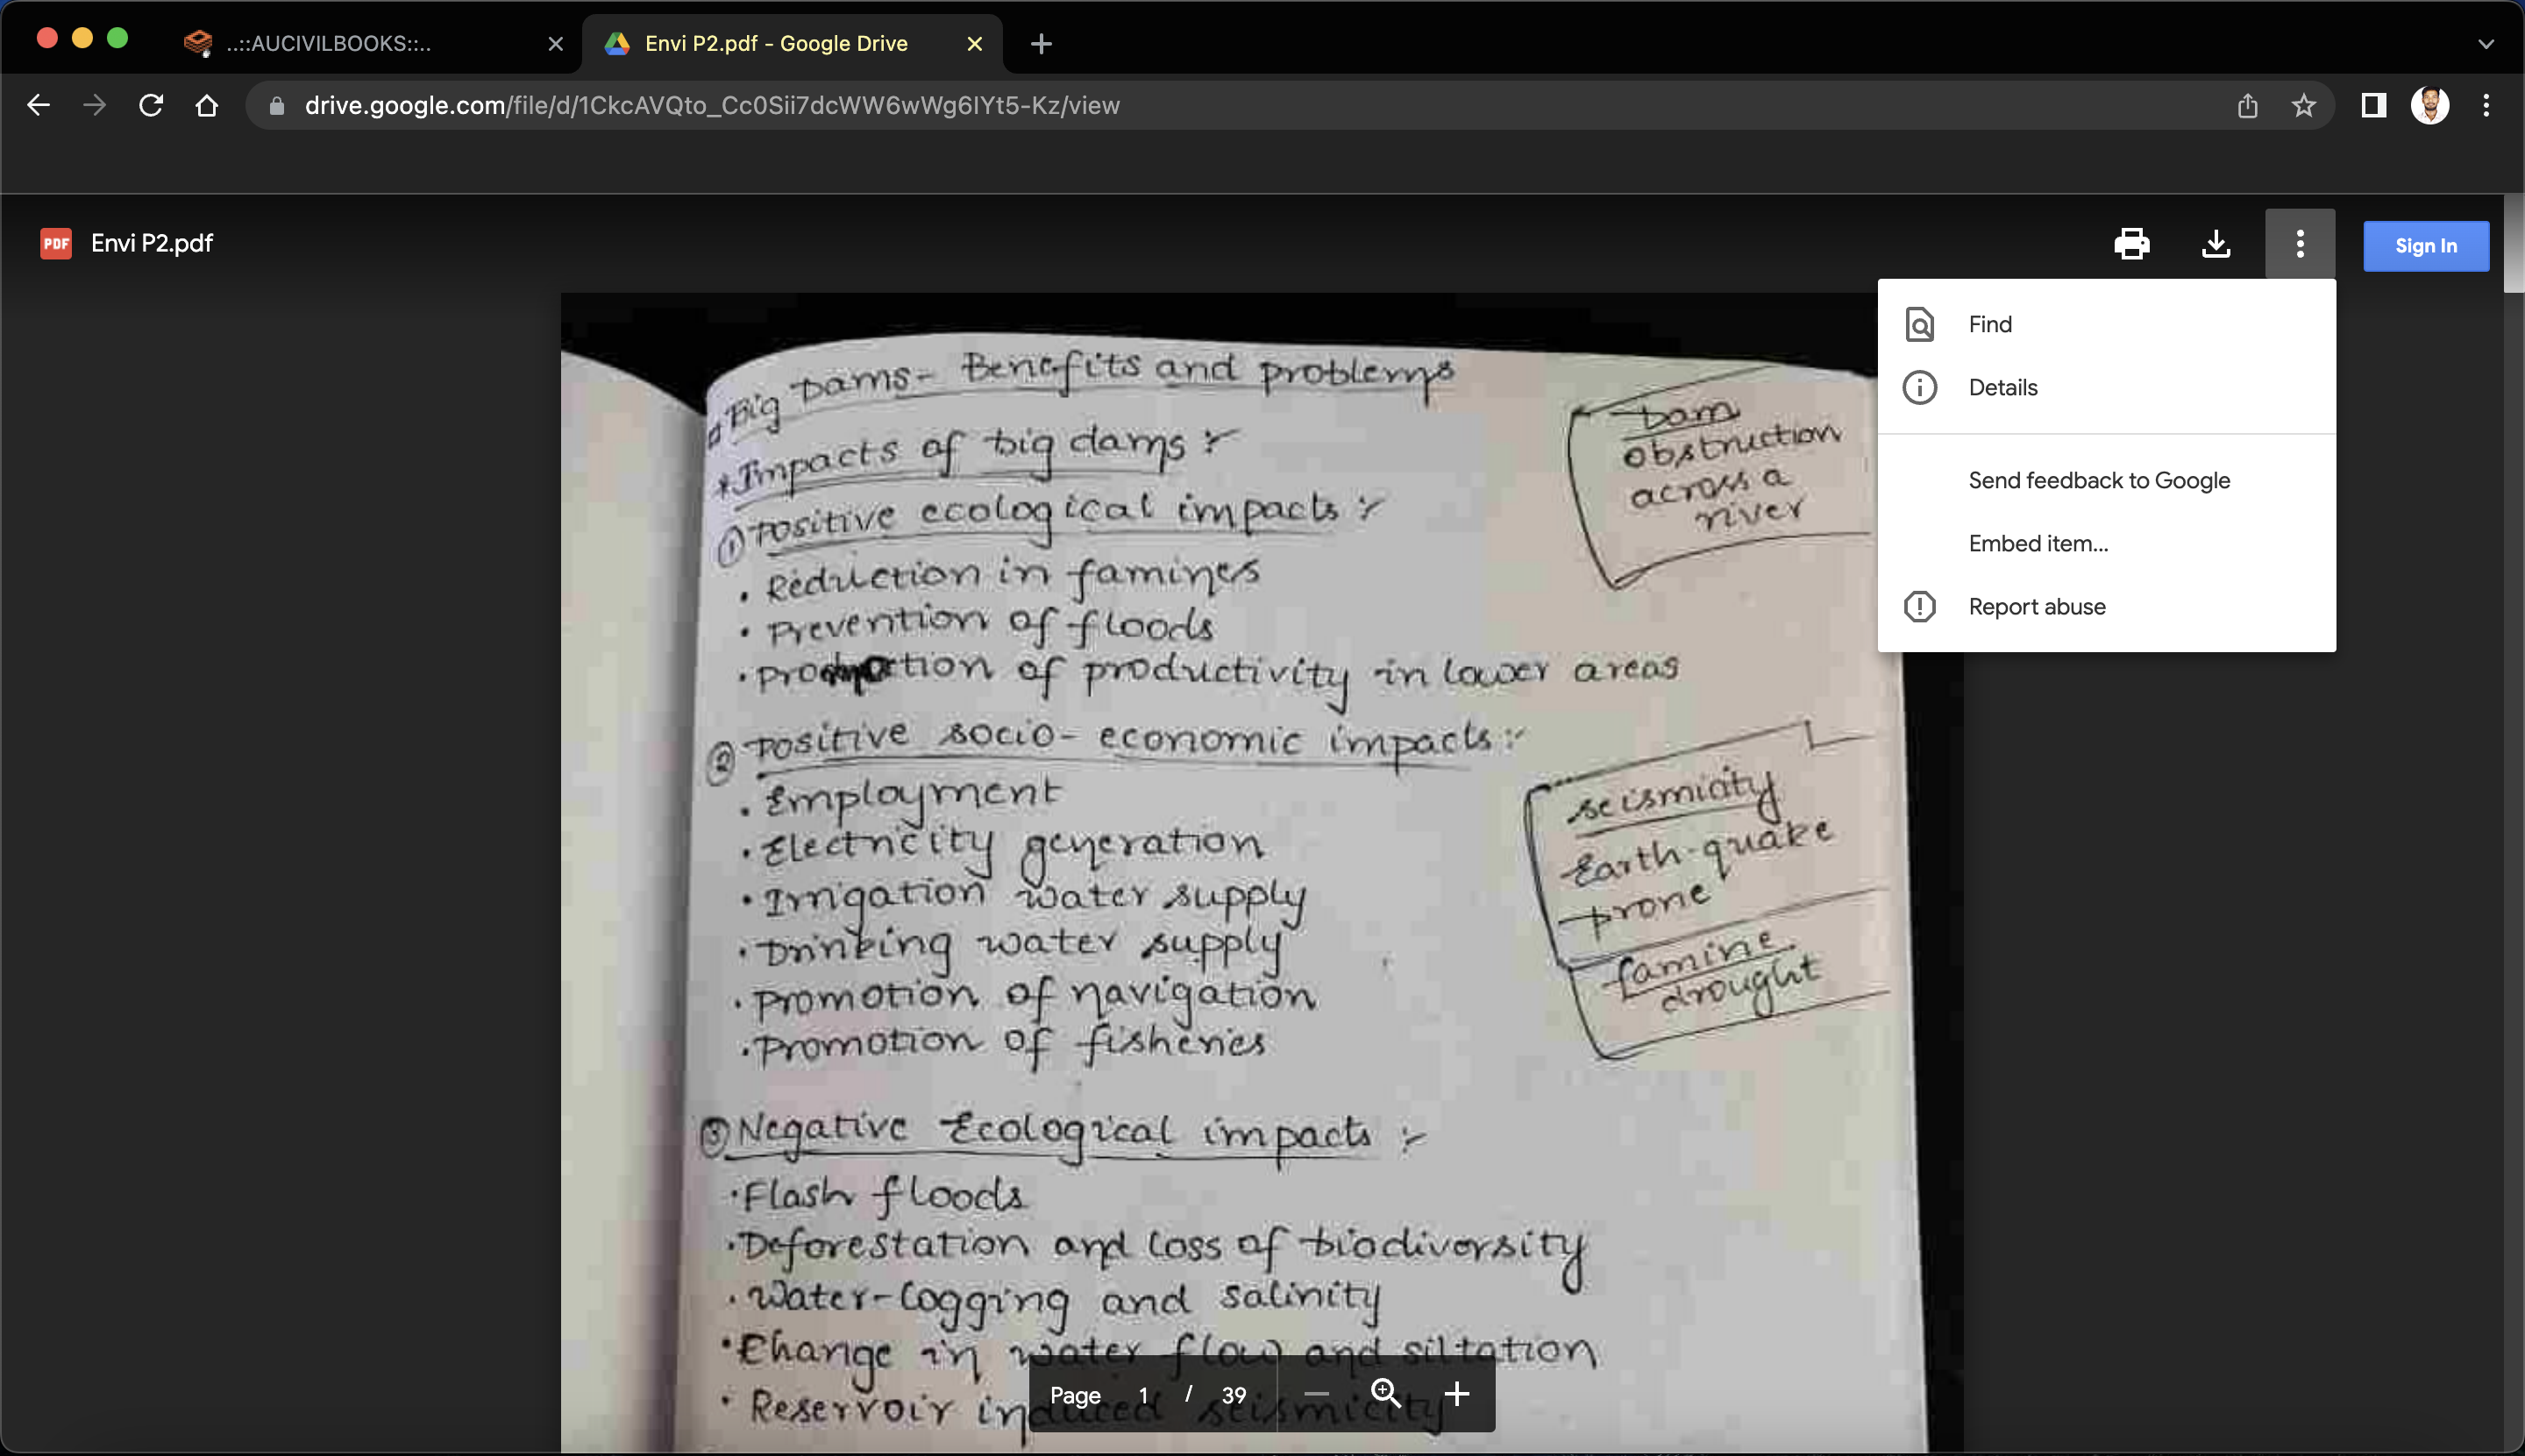 ..::AUCIVILBOOKS::..
Envi P2.pdf - Google Drive
drive.google.com/file/d/1CkcAVQto_Cc0Sii7dcWW6wWg6IYt5-Kz/view
PDF
Envi P2.pdf
Sign In
Find
Details
Send feedback to Google
Embed item...
Report abuse
Big Dams - Benefits and problems
*Impacts of big dams :-
① Positive ecological impacts :-
• Reduction in famines
• Prevention of floods
• Promotion of productivity in lower areas
② Positive socio-economic impacts :-
• Employment
• Electricity generation
• Irrigation water supply
• Drinking water supply
• Promotion of navigation
• Promotion of fisheries
③ Negative Ecological impacts :-
• Flash floods
• Deforestation and loss of biodiversity
• Water-logging and salinity
• Change in water flow and siltation
• Reservoir induced seismicity
Dam
obstruction
across a
river
seismicity
Earth-quake
prone
famine
drought
Page 1 / 39